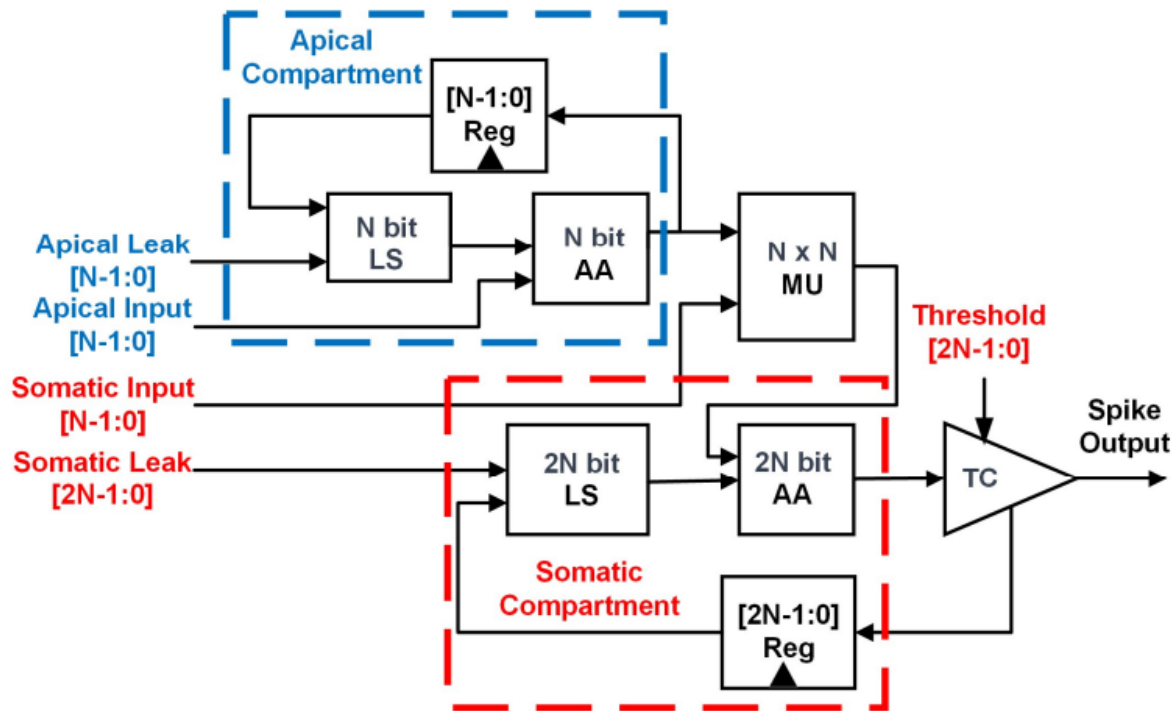 Apical
Compartment
[N-1:0]
Reg
N bit
LS
N bit
AA
N x N
MU
Apical Leak
[N-1:0]
Apical Input
[N-1:0]
Somatic Input
[N-1:0]
Somatic Leak
[2N-1:0]
2N bit
LS
2N bit
AA
Threshold
[2N-1:0]
TC
Spike
Output
Somatic
Compartment
[2N-1:0]
Reg